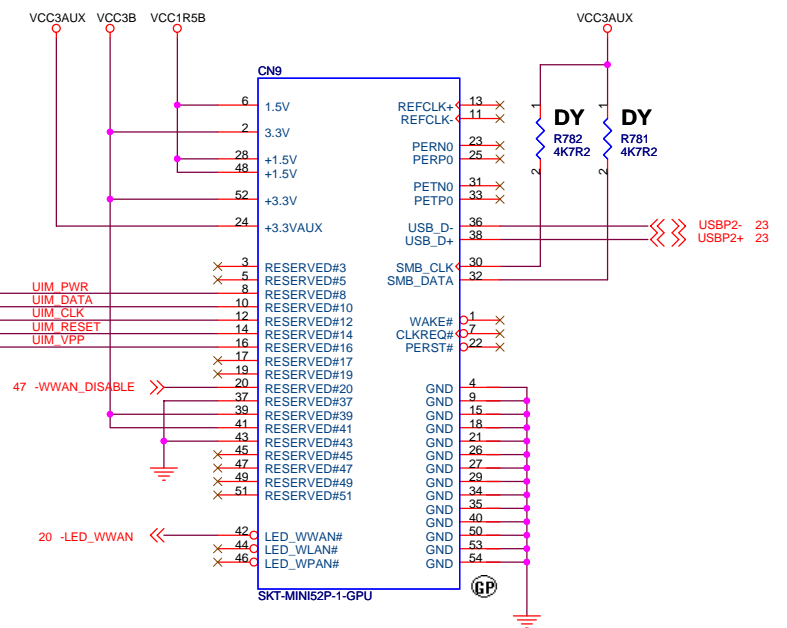 VCC3AUX VCC3B VCC1R5B VCC3AUX
CN9
6 1.5V REFCLK+ 13
REFCLK- 11
2 3.3V
PERN0 23
28 +1.5V PERP0 25
48 +1.5V
PETN0 31
52 +3.3V PETP0 33
24 +3.3VAUX USB_D- 36 USBP2- 23
USB_D+ 38 USBP2+ 23
3 RESERVED#3 SMB_CLK 30
5 RESERVED#5 SMB_DATA 32
UIM_PWR 8 RESERVED#8
UIM_DATA 10 RESERVED#10
UIM_CLK 12 RESERVED#12 WAKE# 1
UIM_RESET 14 RESERVED#14 CLKREQ# 7
UIM_VPP 16 RESERVED#16 PERST# 22
17 RESERVED#17
19 RESERVED#19
47 -WWAN_DISABLE 20 RESERVED#20 GND 4
37 RESERVED#37 GND 9
39 RESERVED#39 GND 15
41 RESERVED#41 GND 18
43 RESERVED#43 GND 21
45 RESERVED#45 GND 26
47 RESERVED#47 GND 27
49 RESERVED#49 GND 29
51 RESERVED#51 GND 34
GND 35
GND 40
20 -LED_WWAN 42 LED_WWAN# GND 50
44 LED_WLAN# GND 53
46 LED_WPAN# GND 54
SKT-MINI52P-1-GPU
GP
1
DY
R782
4K7R2
2
1
DY
R781
4K7R2
2